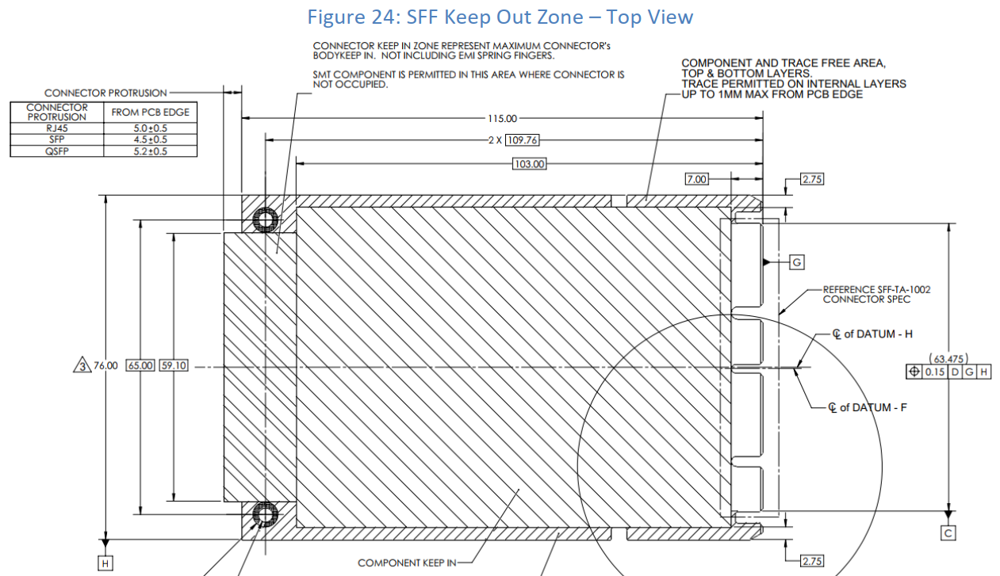 Figure 24: SFF Keep Out Zone – Top View
CONNECTOR KEEP IN ZONE REPRESENT MAXIMUM CONNECTOR's
BODYKEEP IN. NOT INCLUDING EMI SPRING FINGERS.
SMT COMPONENT IS PERMITTED IN THIS AREA WHERE CONNECTOR IS
NOT OCCUPIED.
COMPONENT AND TRACE FREE AREA,
TOP & BOTTOM LAYERS.
TRACE PERMITTED ON INTERNAL LAYERS
UP TO 1MM MAX FROM PCB EDGE
CONNECTOR PROTRUSION
CONNECTOR PROTRUSION FROM PCB EDGE
RJ45 5.0±0.5
SFP 4.5±0.5
QSFP 5.2±0.5
115.00
2 X 109.76
103.00
7.00
2.75
G
REFERENCE SFF-TA-1002
CONNECTOR SPEC
℄ of DATUM - H
3 76.00 65.00 59.10
(63.475)
⌖ 0.15 D G H
℄ of DATUM - F
C
H
COMPONENT KEEP IN
2.75